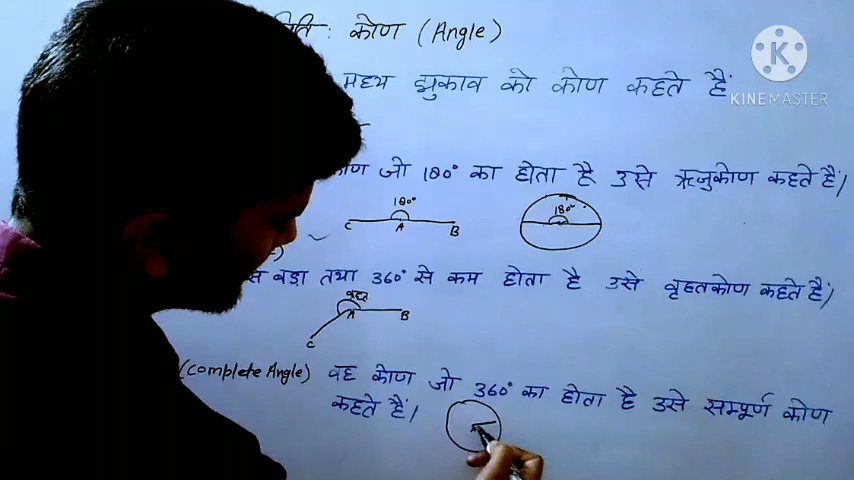 : कोण (Angle)
KINEMASTER
मध्य झुकाव को कोण कहते हैं
कोण जो 180° का होता है उसे ऋजुकोण कहते हैं।
180°
C A B
180°
बड़ा तथा 360° से कम होता है उसे वृहतकोण कहते हैं।
A B
C
(Complete Angle) वह कोण जो 360° का होता है उसे सम्पूर्ण कोण
कहते हैं।
A